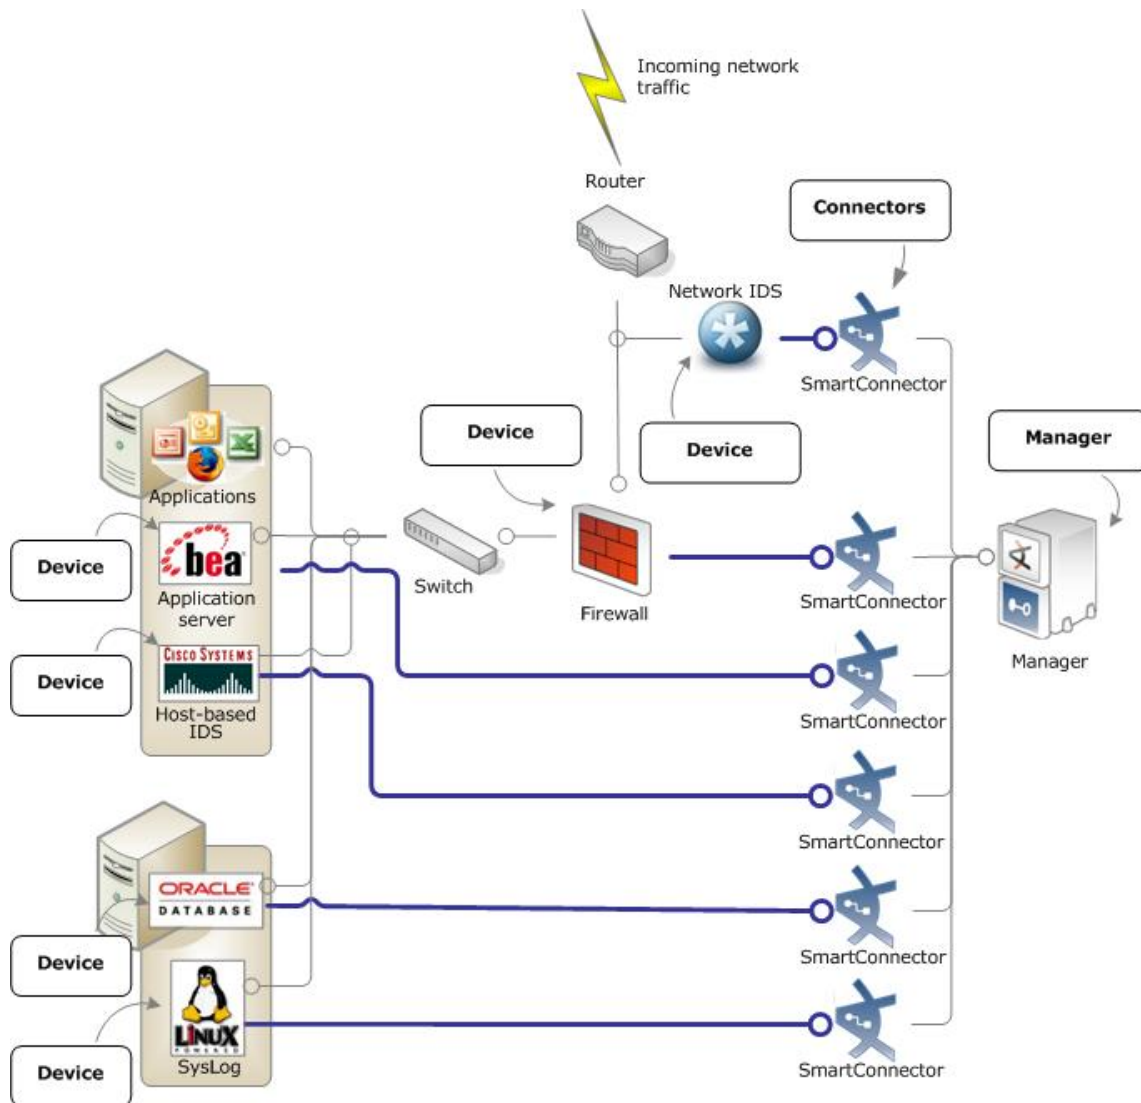 Incoming network
traffic
Router
Connectors
Network IDS
SmartConnector
Device
Device
Manager
Applications
Device
bea
Application
server
Switch
Firewall
SmartConnector
Manager
Device
CISCO SYSTEMS
Host-based
IDS
SmartConnector
SmartConnector
ORACLE
DATABASE
Device
SmartConnector
LINUX
POWERED
SysLog
Device
SmartConnector